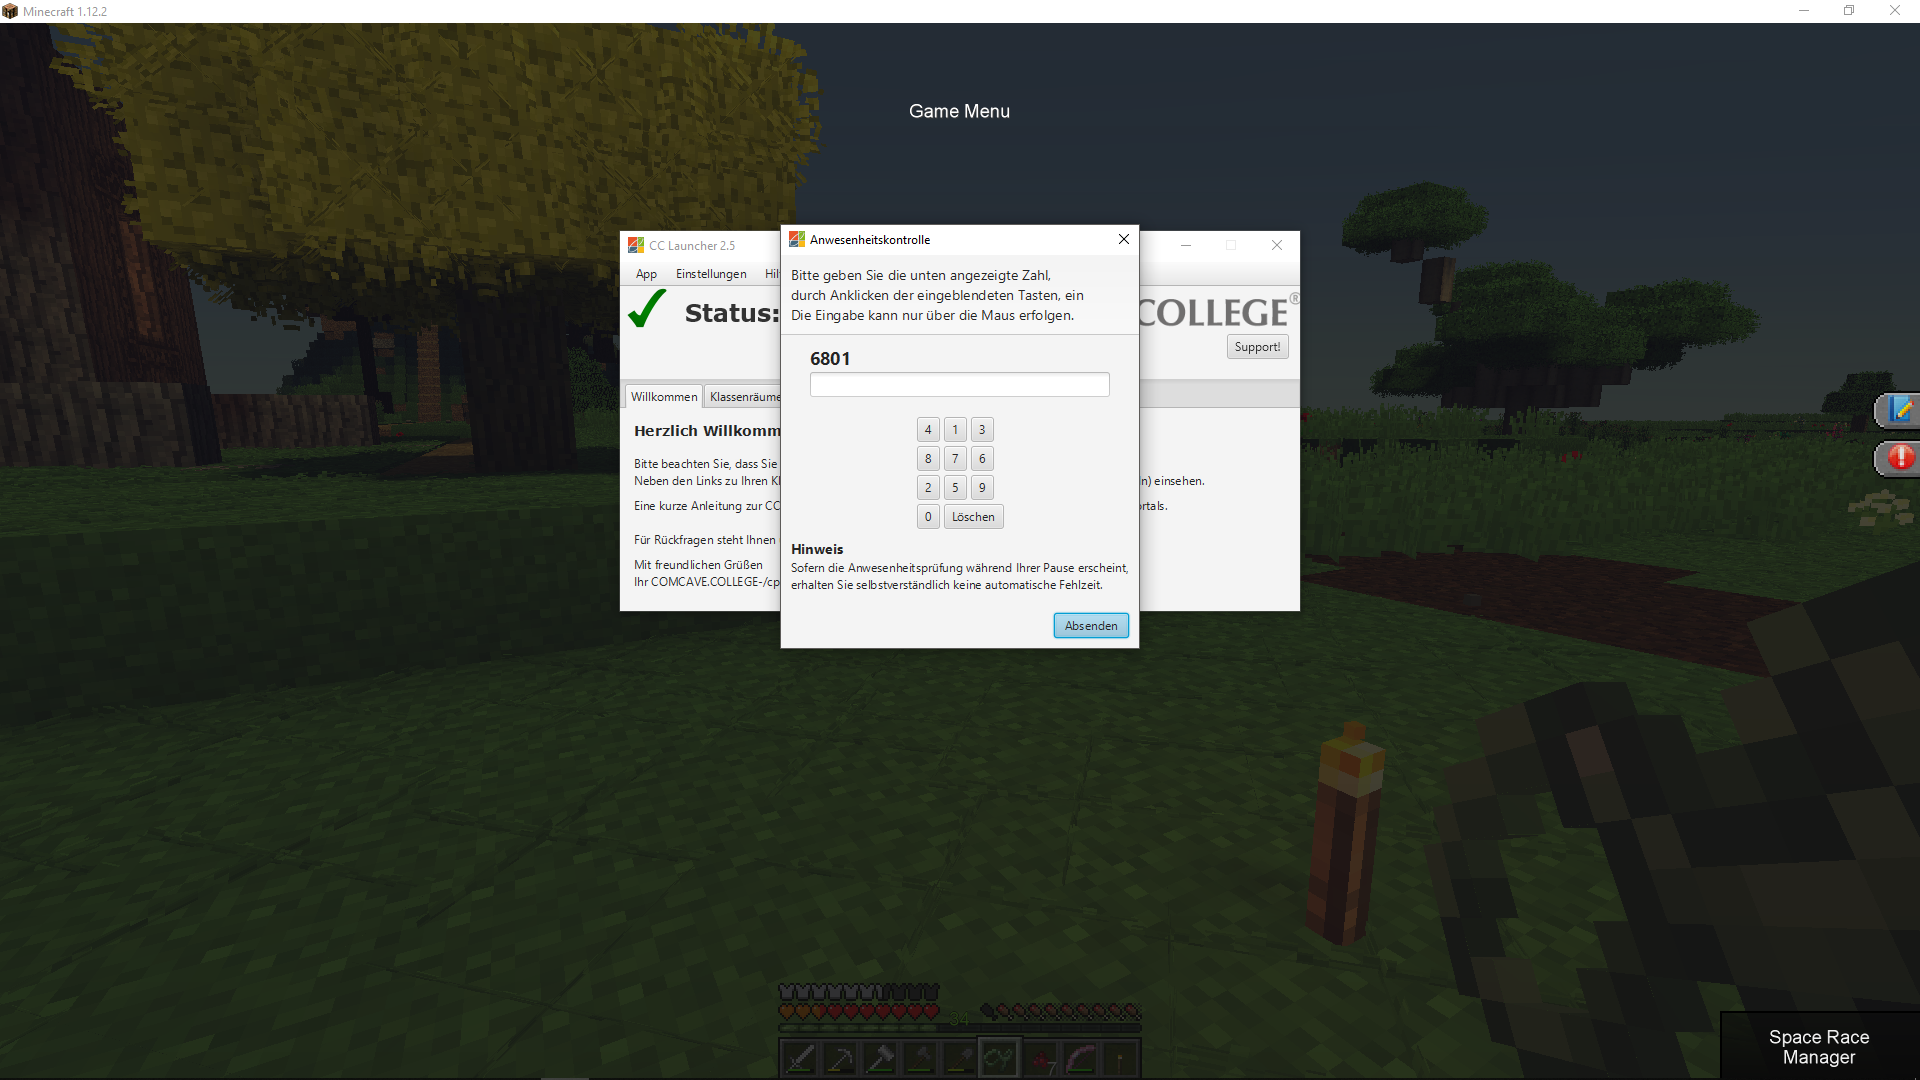 Minecraft 1.12.2
Game Menu
CC Launcher 2.5
App Einstellungen
Status:
COLLEGE®
Support!
Willkommen Klassenräume
Herzlich
Bitte beachten Sie, dass Sie
Neben den Links zu Ihren
einsehen.
Eine kurze Anleitung zur
Für Rückfragen steht Ihnen
Mit freundlichen Grüßen
Ihr COMCAVE.COLLEGE-/cp
Anwesenheitskontrolle
Bitte geben Sie die unten angezeigte Zahl,
durch Anklicken der eingeblendeten Tasten, ein
Die Eingabe kann nur über die Maus erfolgen.
6801
4 1 3
8 7 6
2 5 9
0 Löschen
Hinweis
Sofern die Anwesenheitsprüfung während Ihrer Pause erscheint,
erhalten Sie selbstverständlich keine automatische Fehlzeit.
Absenden
34
7
Space Race
Manager